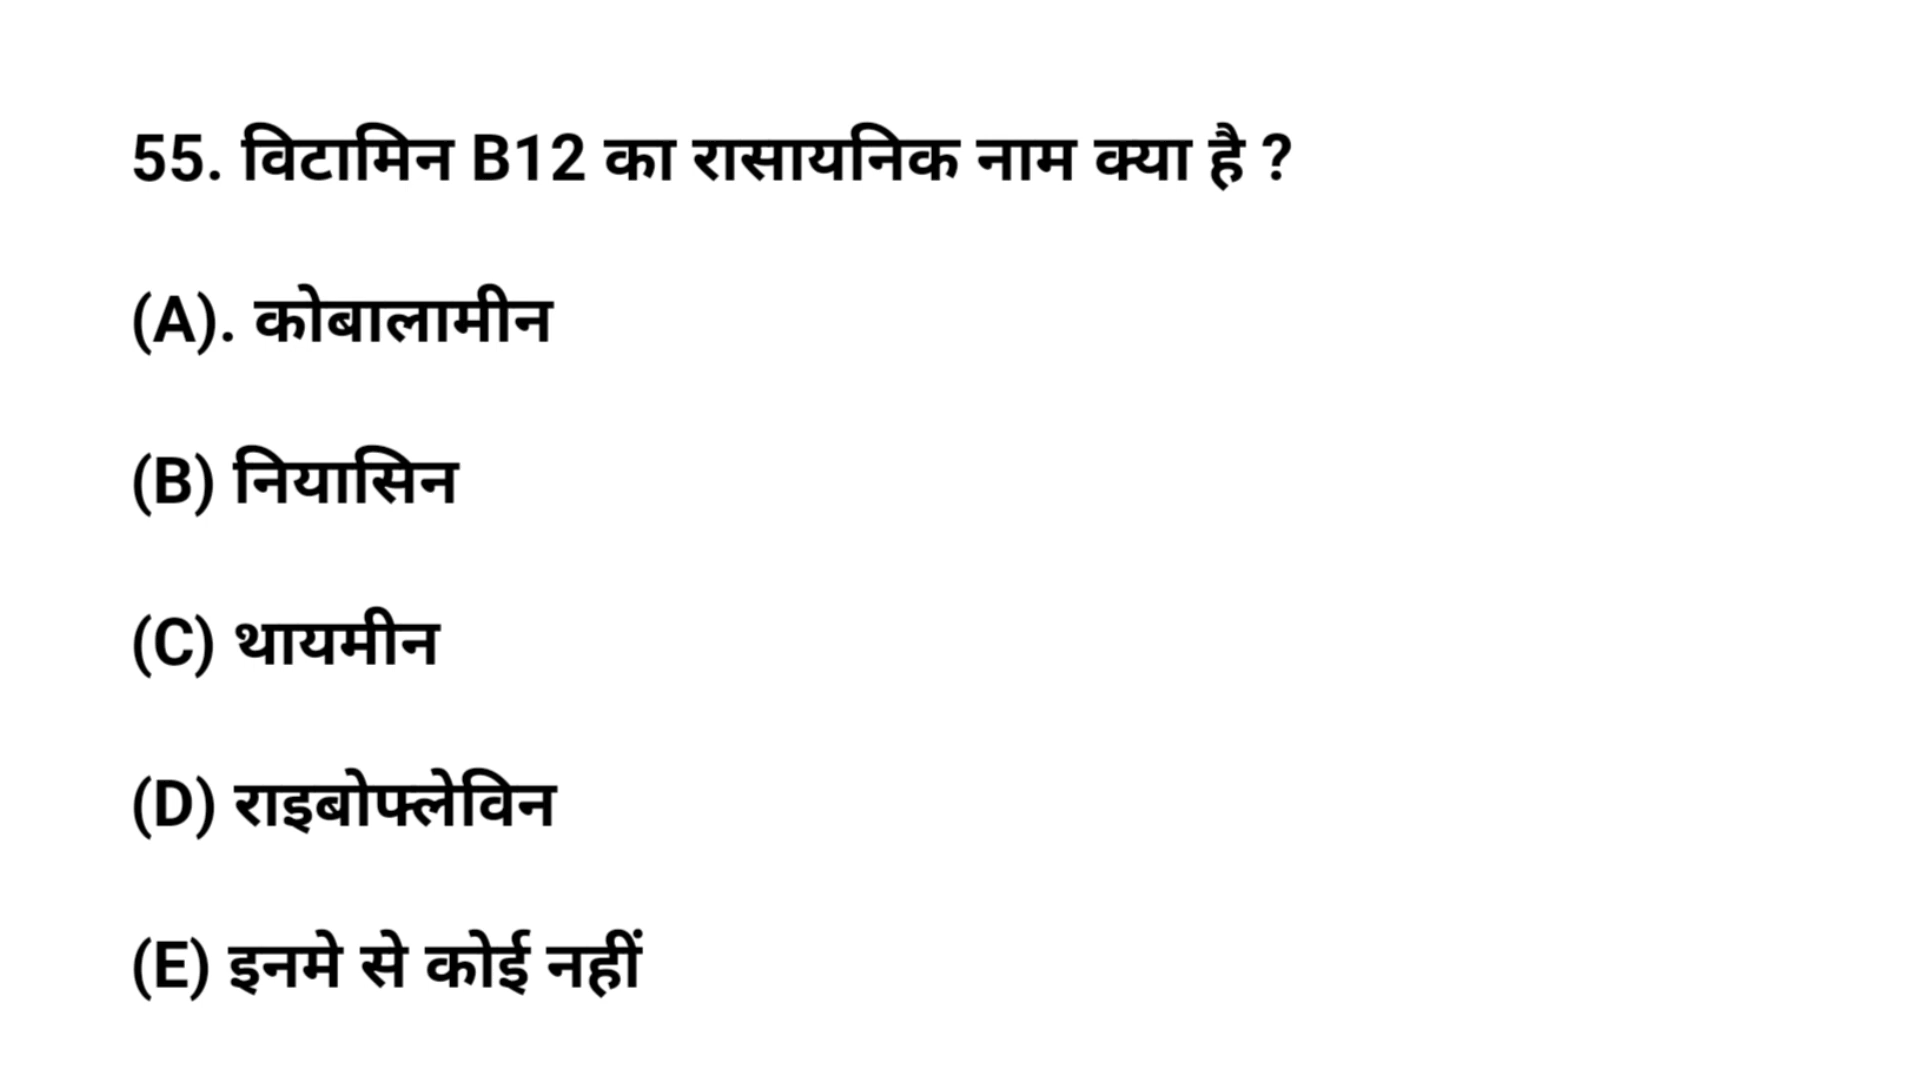 55. विटामिन B12 का रासायनिक नाम क्या है ?
(A). कोबालामीन
(B) नियासिन
(C) थायमीन
(D) राइबोफ्लेविन
(E) इनमे से कोई नहीं